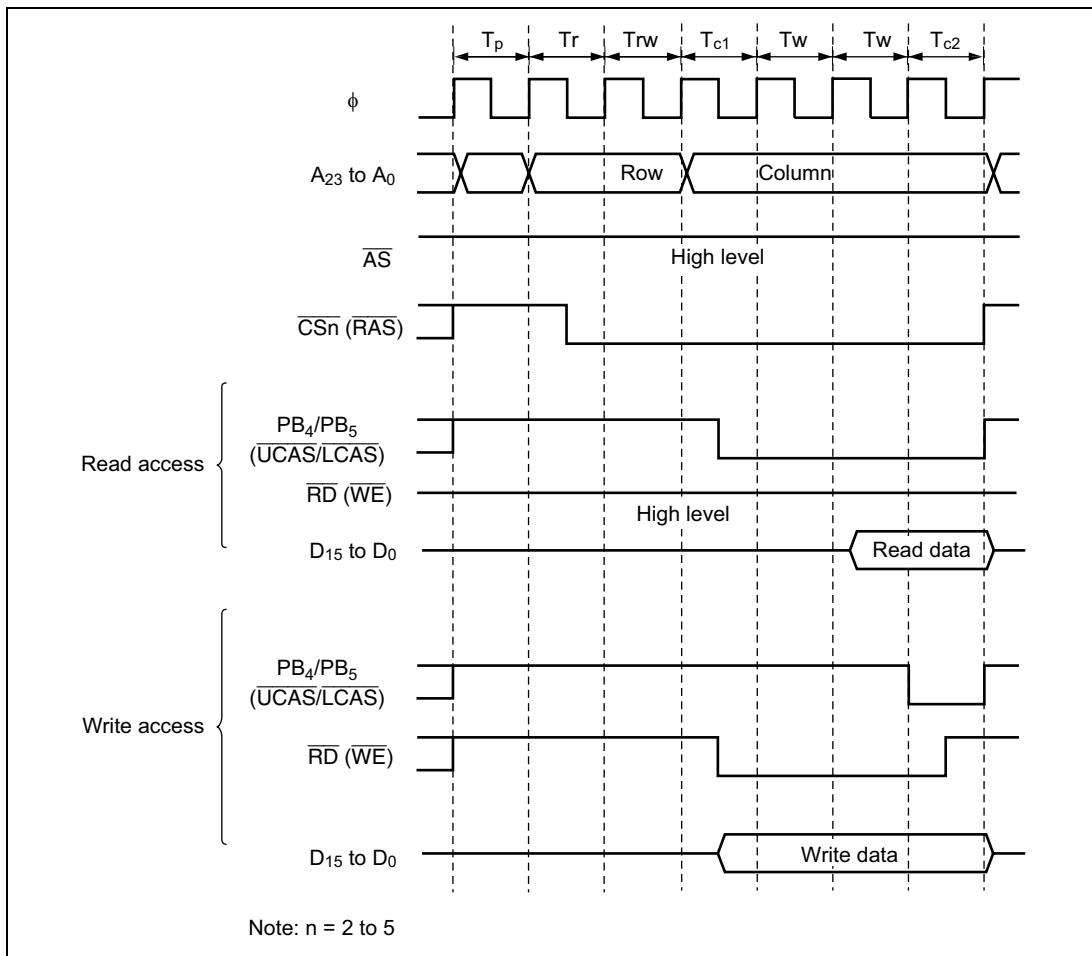 Tp Tr Trw Tc1 Tw Tw Tc2
φ
A23 to A0 Row Column
AS
High level
CSn (RAS)
PB4/PB5
(UCAS/LCAS)
Read access
RD (WE)
High level
D15 to D0 Read data
PB4/PB5
(UCAS/LCAS)
Write access
RD (WE)
D15 to D0 Write data
Note: n = 2 to 5